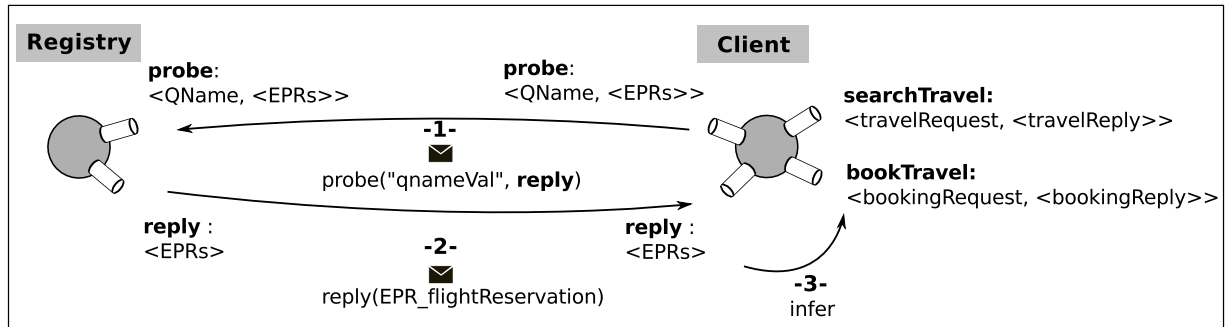 Registry
Client
probe:
<QName, <EPRs>>
probe:
<QName, <EPRs>>
searchTravel:
<travelRequest, <travelReply>>
-1-
probe("qnameVal", reply)
bookTravel:
<bookingRequest, <bookingReply>>
reply :
<EPRs>
reply :
<EPRs>
-2-
reply(EPR_flightReservation)
-3-
infer